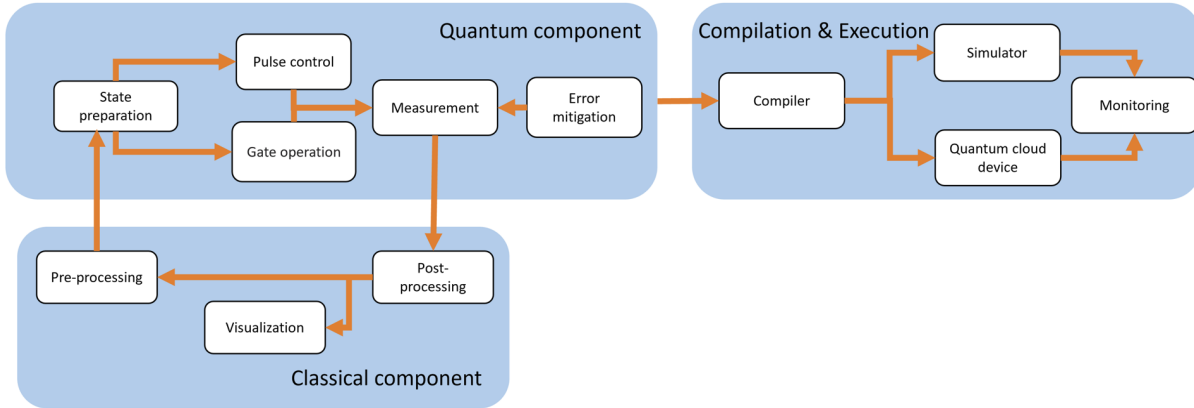 Quantum component
Pulse control
State
preparation
Gate operation
Measurement
Error
mitigation
Compilation & Execution
Compiler
Simulator
Quantum cloud
device
Monitoring
Pre-processing
Post-
processing
Visualization
Classical component